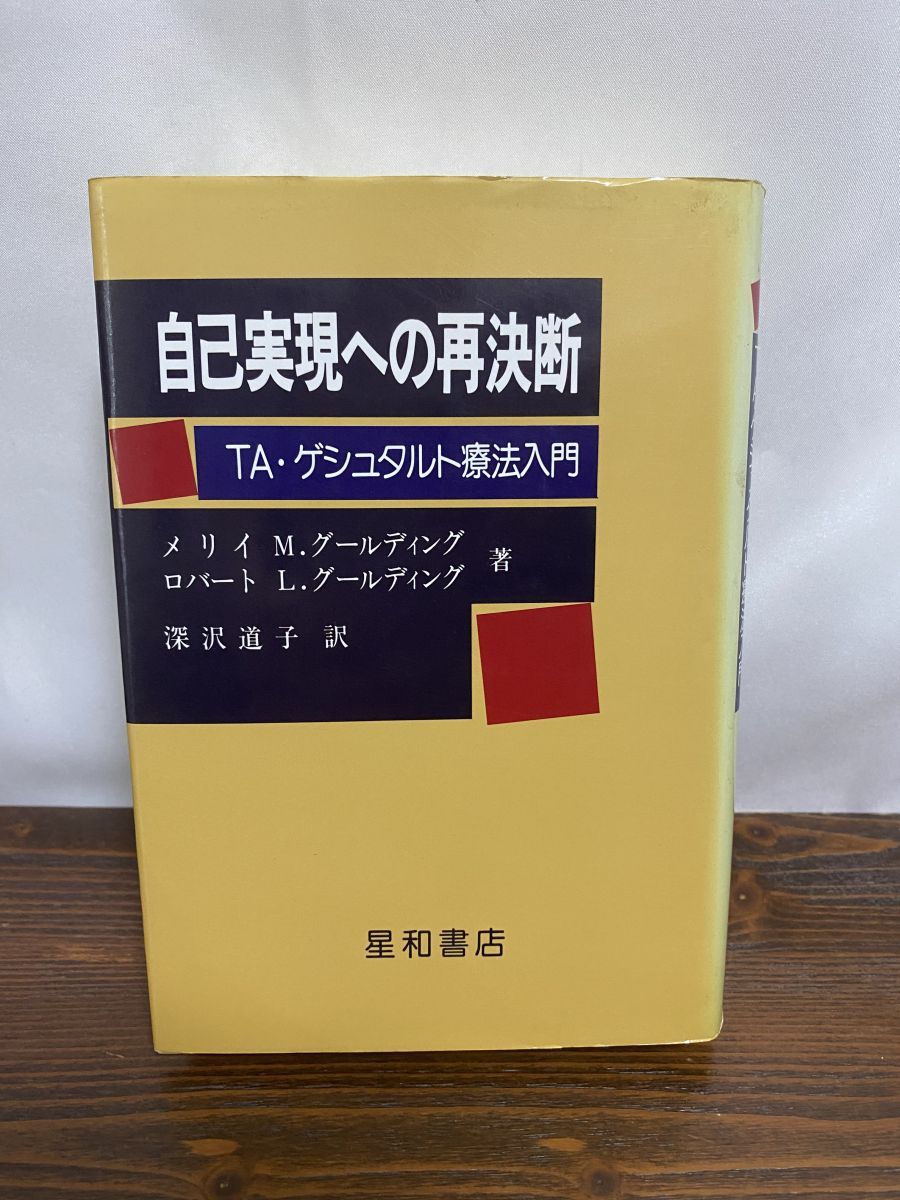 自己実現への再決断
TA・ゲシュタルト療法入門
メリイ M.グールディング
ロバート L.グールディング
著
深沢道子 訳
星和書店